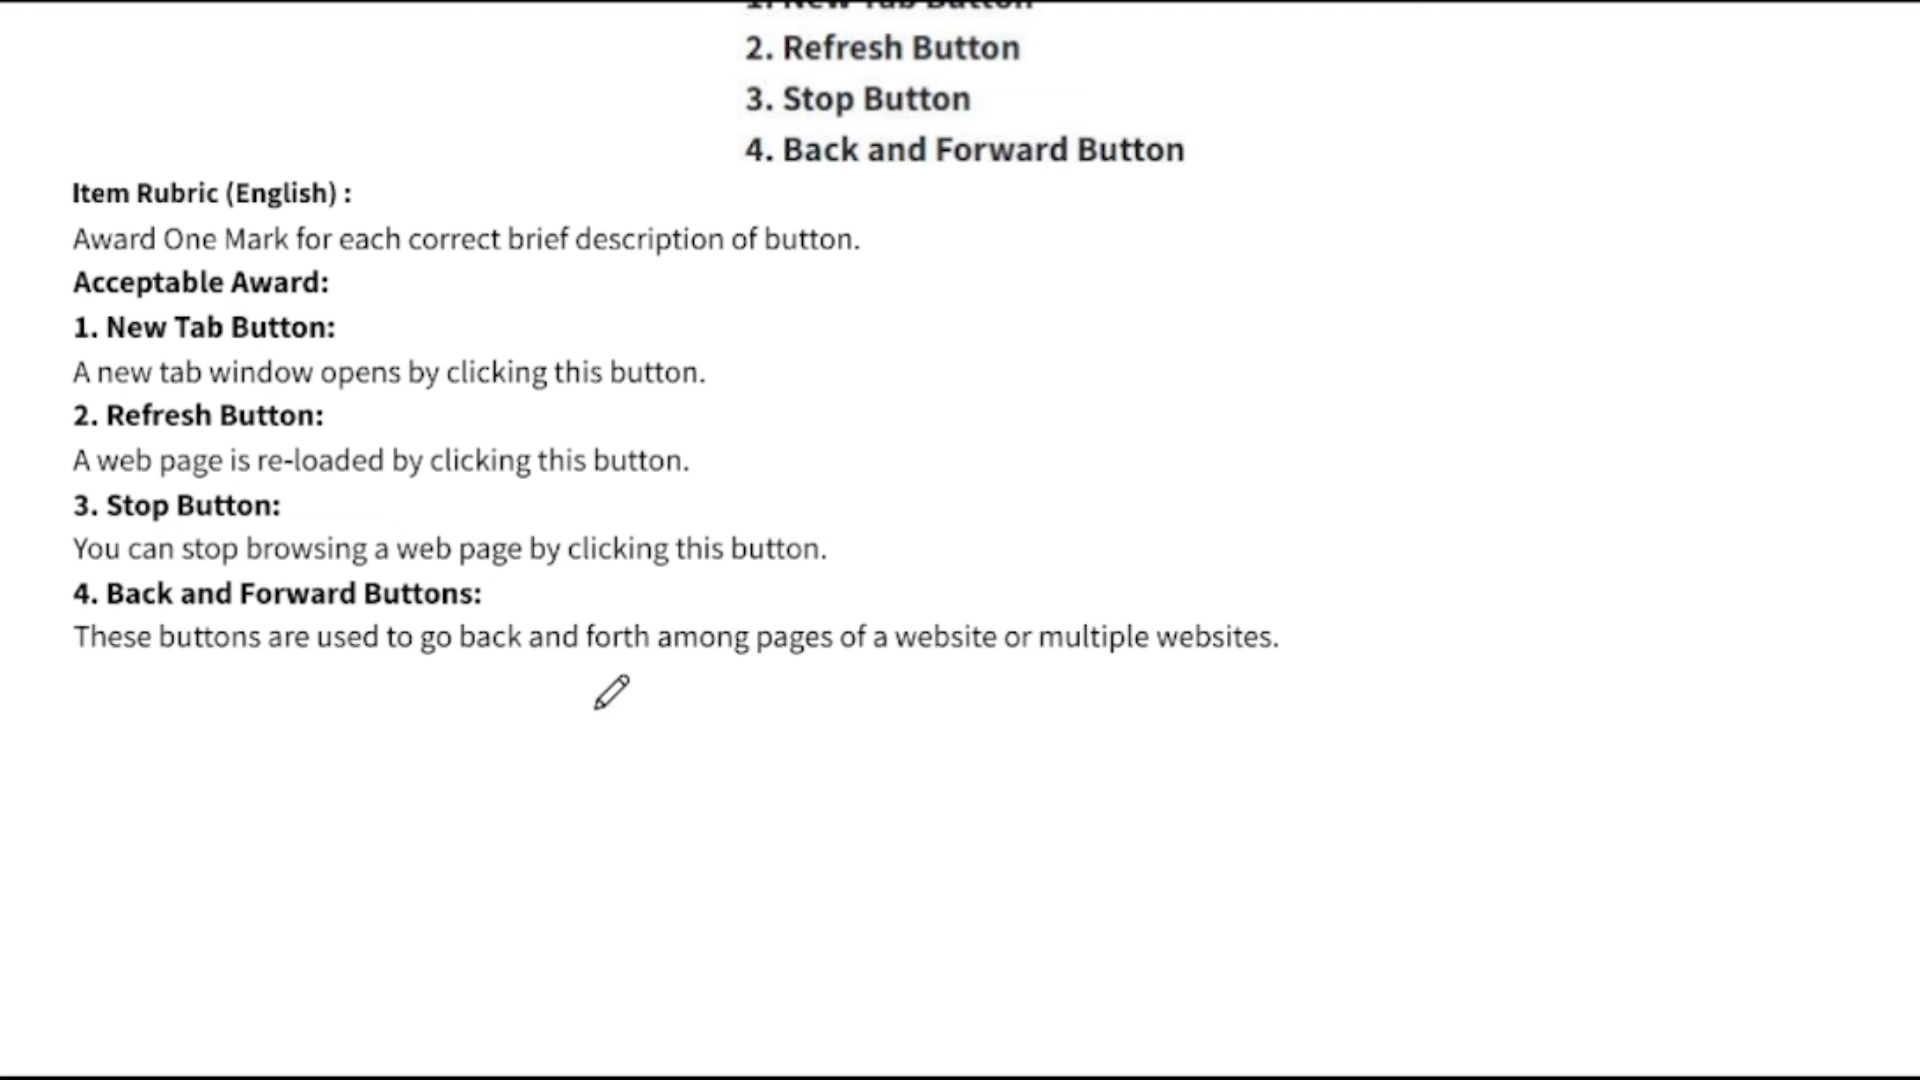 1. New Tab Button
2. Refresh Button
3. Stop Button
4. Back and Forward Button
Item Rubric (English) :
Award One Mark for each correct brief description of button.
Acceptable Award:
1. New Tab Button:
A new tab window opens by clicking this button.
2. Refresh Button:
A web page is re-loaded by clicking this button.
3. Stop Button:
You can stop browsing a web page by clicking this button.
4. Back and Forward Buttons:
These buttons are used to go back and forth among pages of a website or multiple websites.